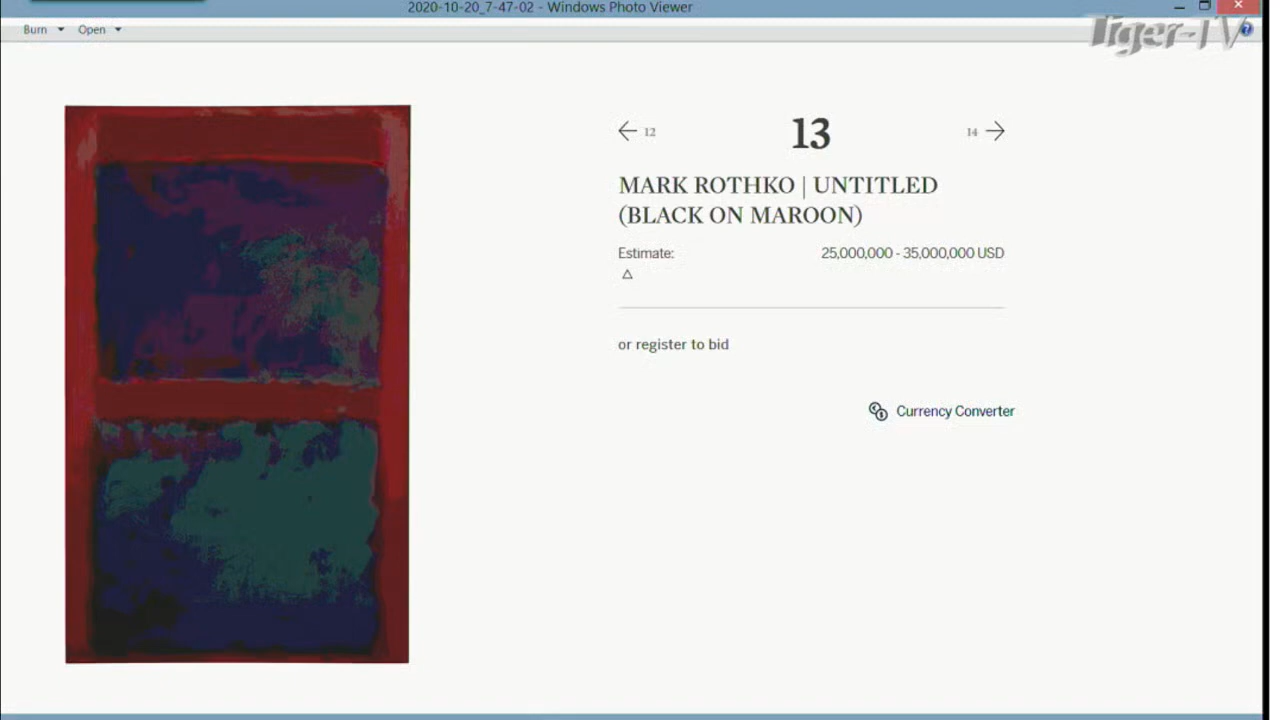 2020-10-20_7-47-02 - Windows Photo Viewer
Burn Open
Tiger-TV
12 13 14
MARK ROTHKO | UNTITLED
(BLACK ON MAROON)
Estimate: 25,000,000 - 35,000,000 USD
or register to bid
Currency Converter